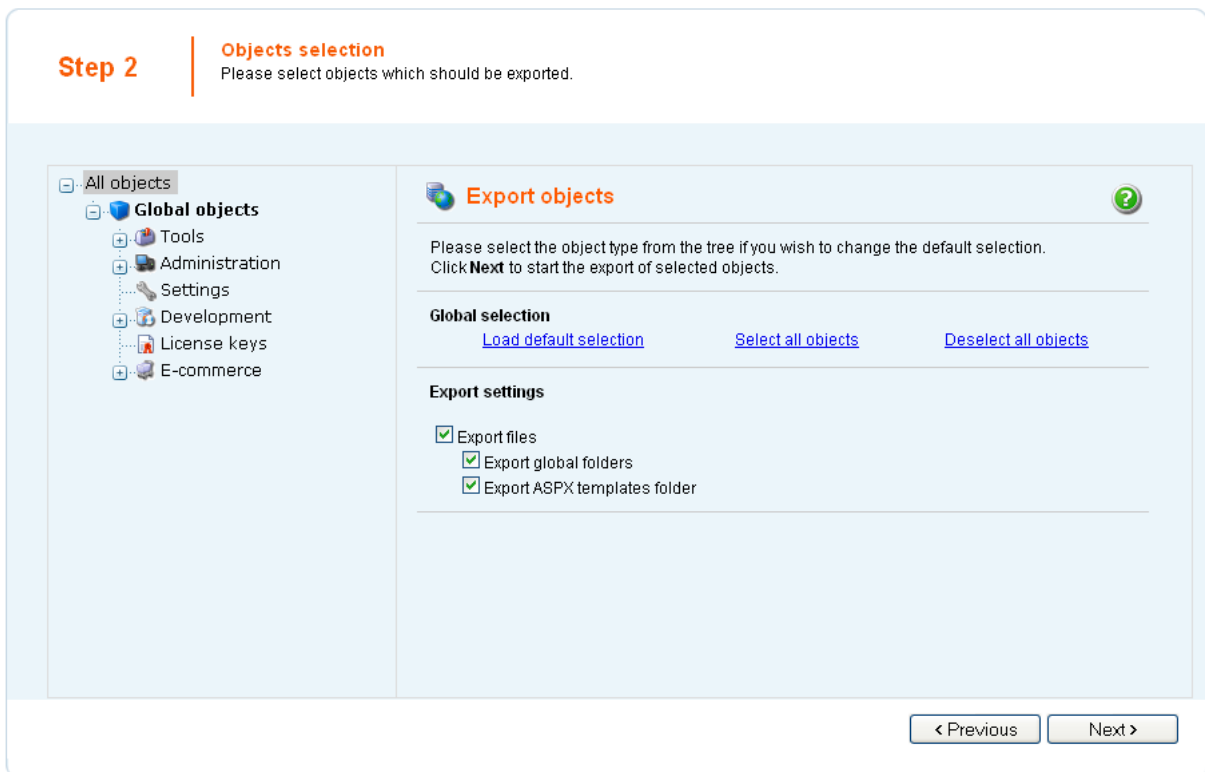 Step 2
Objects selection
Please select objects which should be exported.
All objects
Global objects
Tools
Administration
Settings
Development
License keys
E-commerce
Export objects
Please select the object type from the tree if you wish to change the default selection.
Click Next to start the export of selected objects.
Global selection
Load default selection Select all objects Deselect all objects
Export settings
Export files
Export global folders
Export ASPX templates folder
< Previous Next >